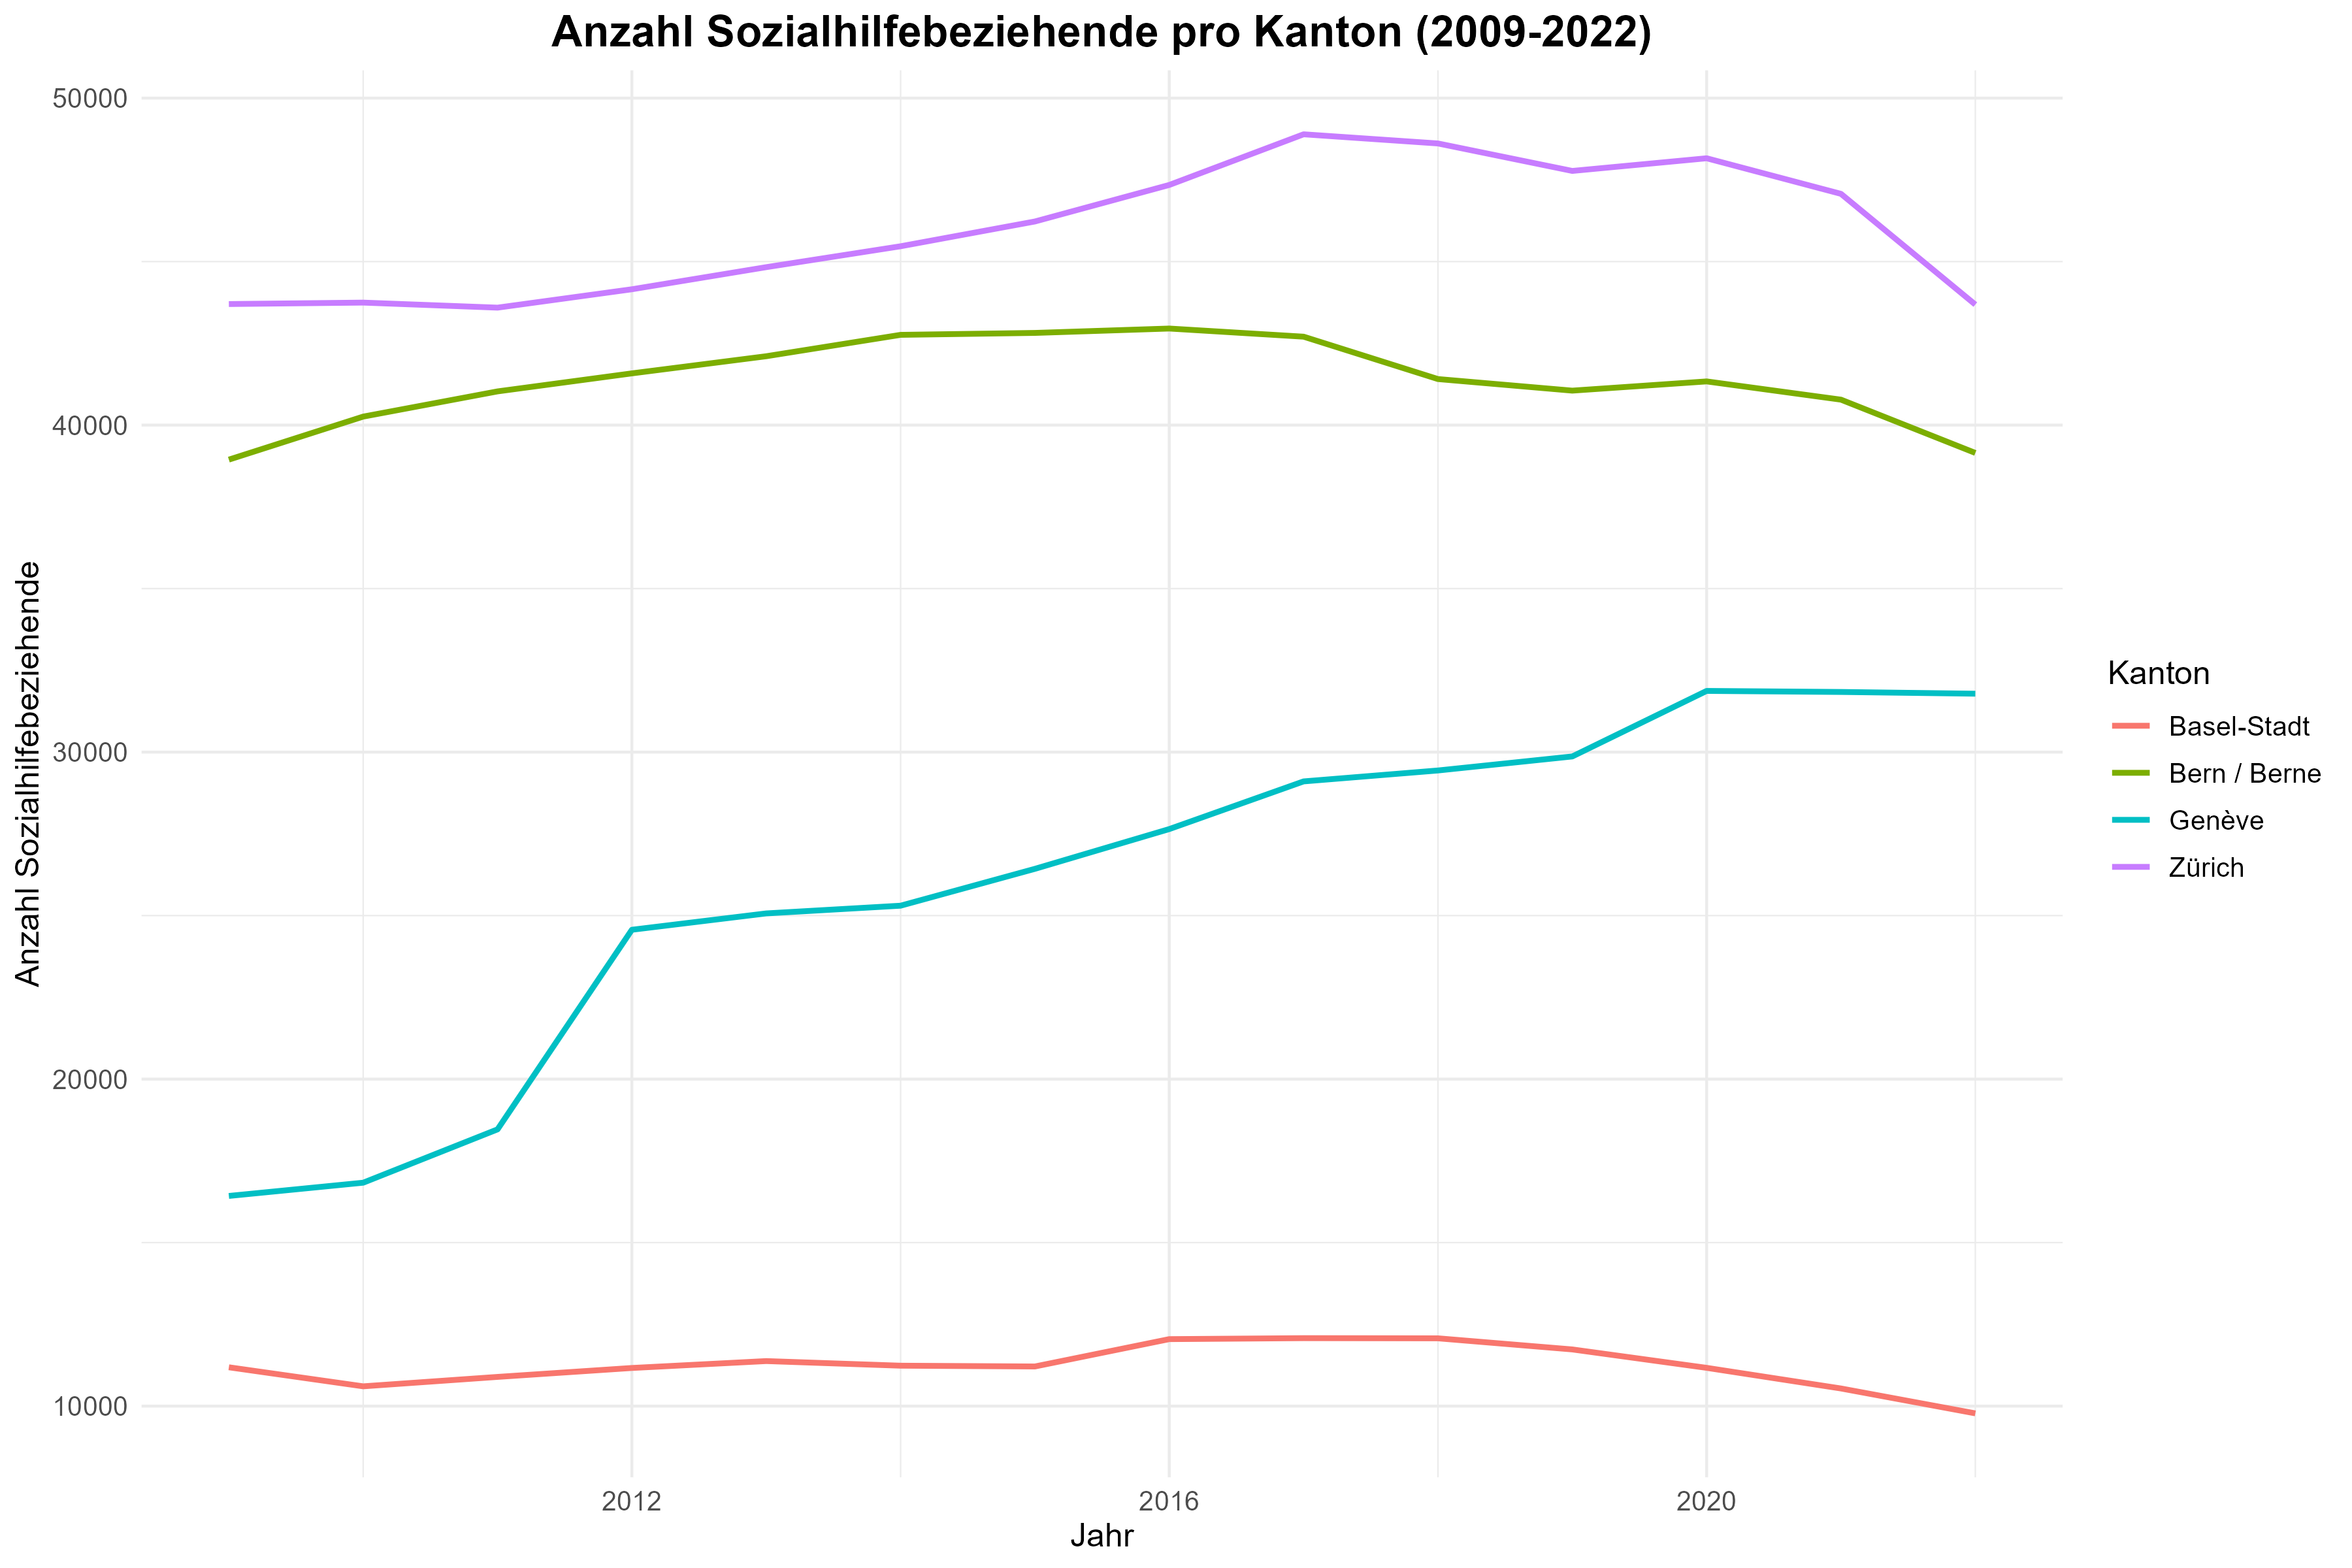 Anzahl Sozialhilfebeziehende pro Kanton (2009-2022)
50000
40000
30000
20000
10000
Anzahl Sozialhilfebeziehende
2012
2016
2020
Jahr
Kanton
Basel-Stadt
Bern / Berne
Genève
Zürich